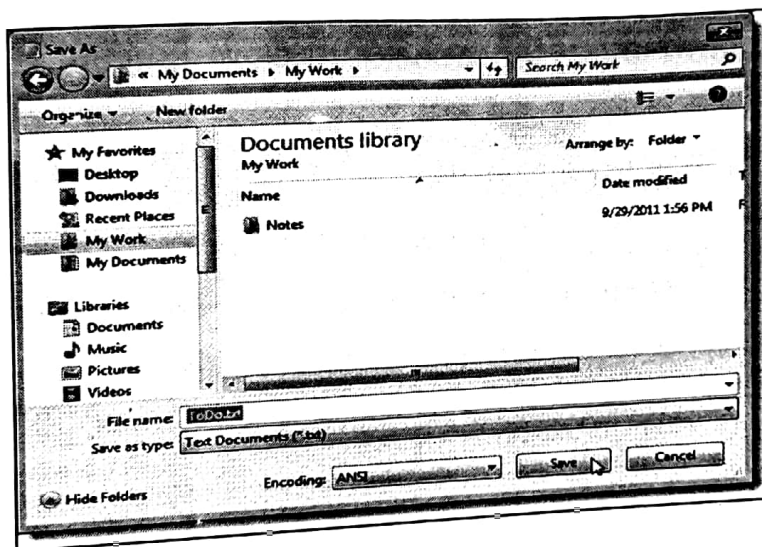 Save As
« My Documents ▸ My Work ▸
Search My Work
Organize
New folder
My Favorites
Desktop
Downloads
Recent Places
My Work
My Documents
Libraries
Documents
Music
Pictures
Videos
Documents library
My Work
Arrange by: Folder
Name
Date modified
T
Notes
9/29/2011 1:56 PM
F
File name: ToDo.txt
Save as type: Text Documents (*.txt)
Hide Folders
Encoding: ANSI
Save
Cancel